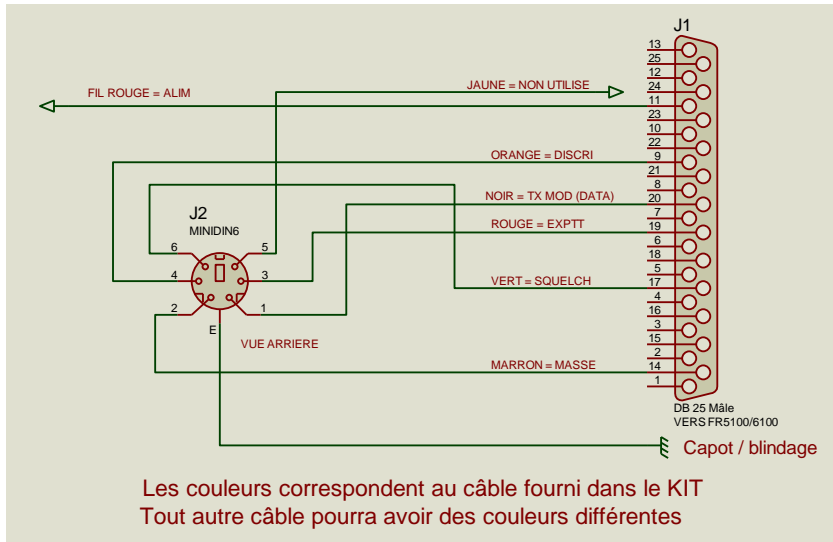 J1
13
25
12
JAUNE = NON UTILISE
24
FIL ROUGE = ALIM
11
23
10
22
ORANGE = DISCRI
9
21
8
NOIR = TX MOD (DATA)
20
7
J2
MINIDIN6
ROUGE = EXPTT
19
6
6
5
18
5
4
3
VERT = SQUELCH
17
4
2
1
16
3
E
VUE ARRIERE
15
2
MARRON = MASSE
14
1
DB 25 Mâle
VERS FR5100/6100
Capot / blindage
Les couleurs correspondent au câble fourni dans le KIT
Tout autre câble pourra avoir des couleurs différentes